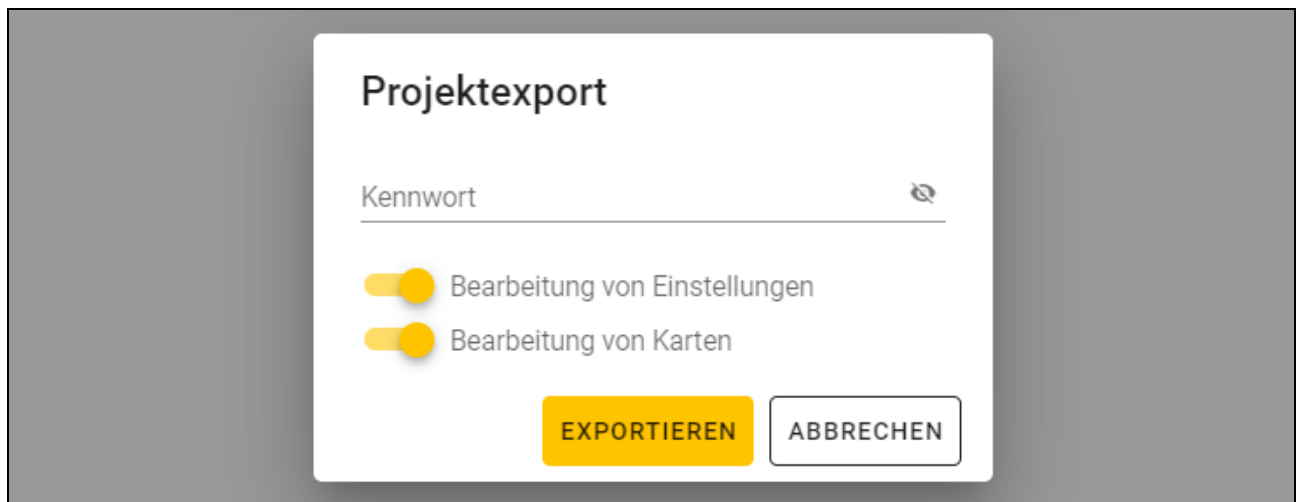 Projektexport
Kennwort
Bearbeitung von Einstellungen
Bearbeitung von Karten
EXPORTIEREN ABBRECHEN